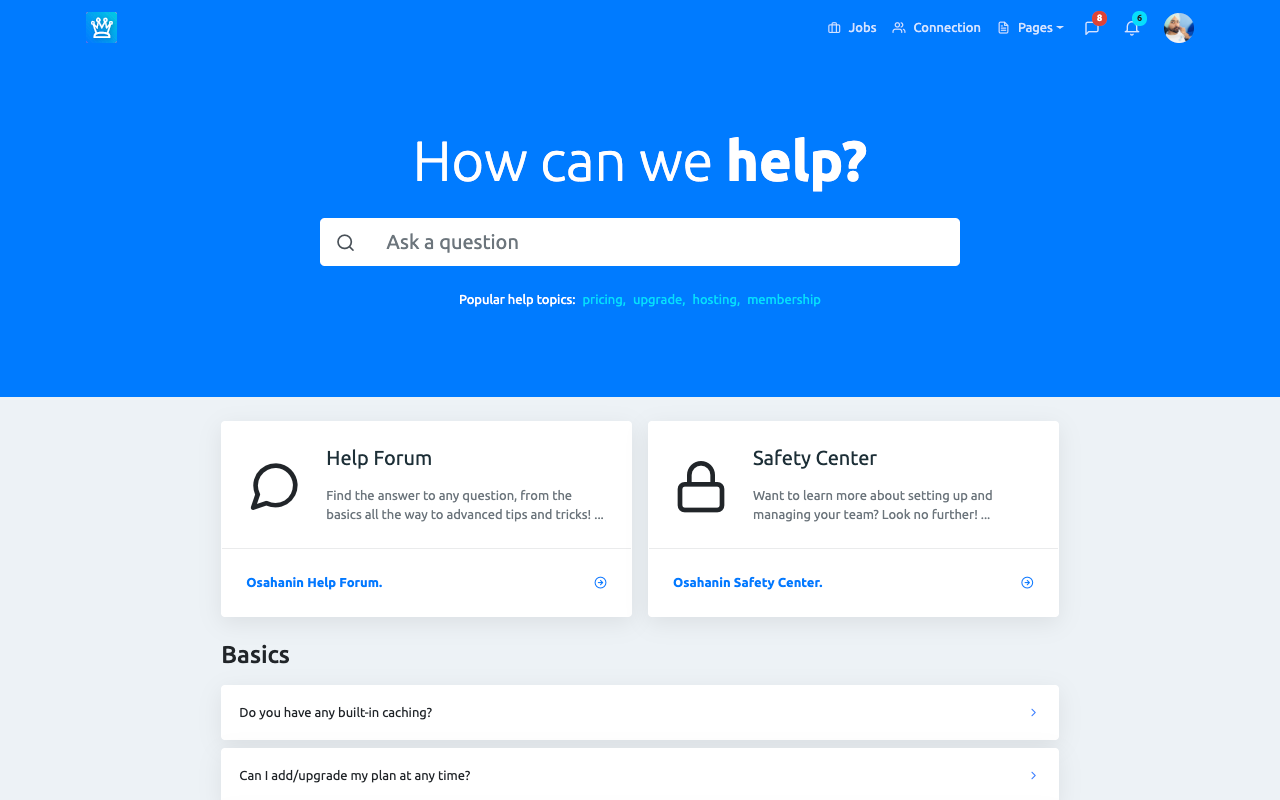 Jobs Connection Pages 8 6
How can we help?
Ask a question
Popular help topics: pricing, upgrade, hosting, membership
Help Forum
Find the answer to any question, from the
basics all the way to advanced tips and tricks! ...
Osahanin Help Forum.
Safety Center
Want to learn more about setting up and
managing your team? Look no further! ...
Osahanin Safety Center.
Basics
Do you have any built-in caching?
Can I add/upgrade my plan at any time?